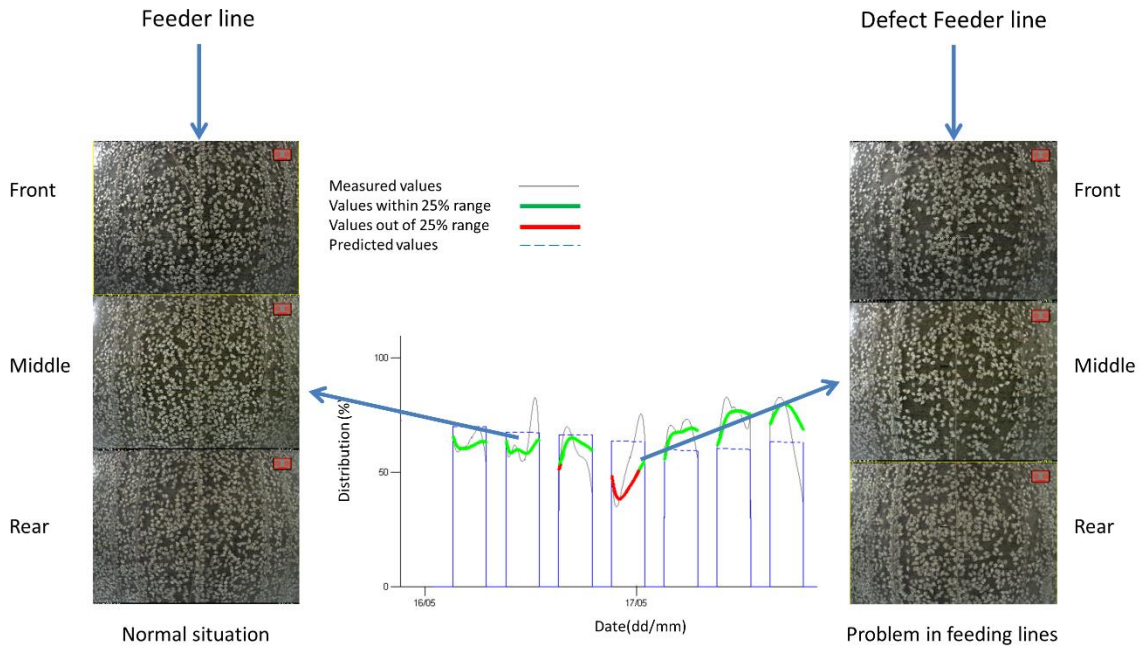 Feeder line
Defect Feeder line
Front
Middle
Rear
Normal situation
Measured values
Values within 25% range
Values out of 25% range
Predicted values
Distribution (%)
100
50
0
16/05
17/05
Date(dd/mm)
Front
Middle
Rear
Problem in feeding lines